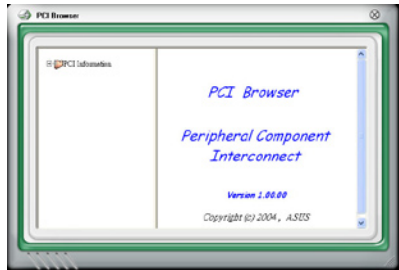 PCI Browser
PCI Information
PCI Browser
Peripheral Component
Interconnect
Version 1.00.00
Copyright (c) 2004, ASUS